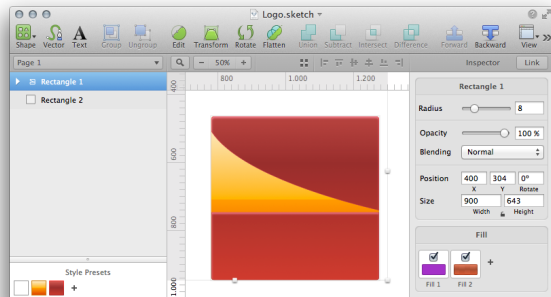 Logo.sketch
Shape Vector Text Group Ungroup Edit Transform Rotate Flatten Union Subtract Intersect Difference Forward Backward View
Page 1 - 50% + Inspector Link
Rectangle 1
Rectangle 2
800 1.000 1.200
400
600
800
1.000
Rectangle 1
Radius 8
Opacity 100 %
Blending Normal
Position 400 304 0°
X Y Rotate
Size 900 643
Width Height
Fill
+
Fill 1 Fill 2
Style Presets
+